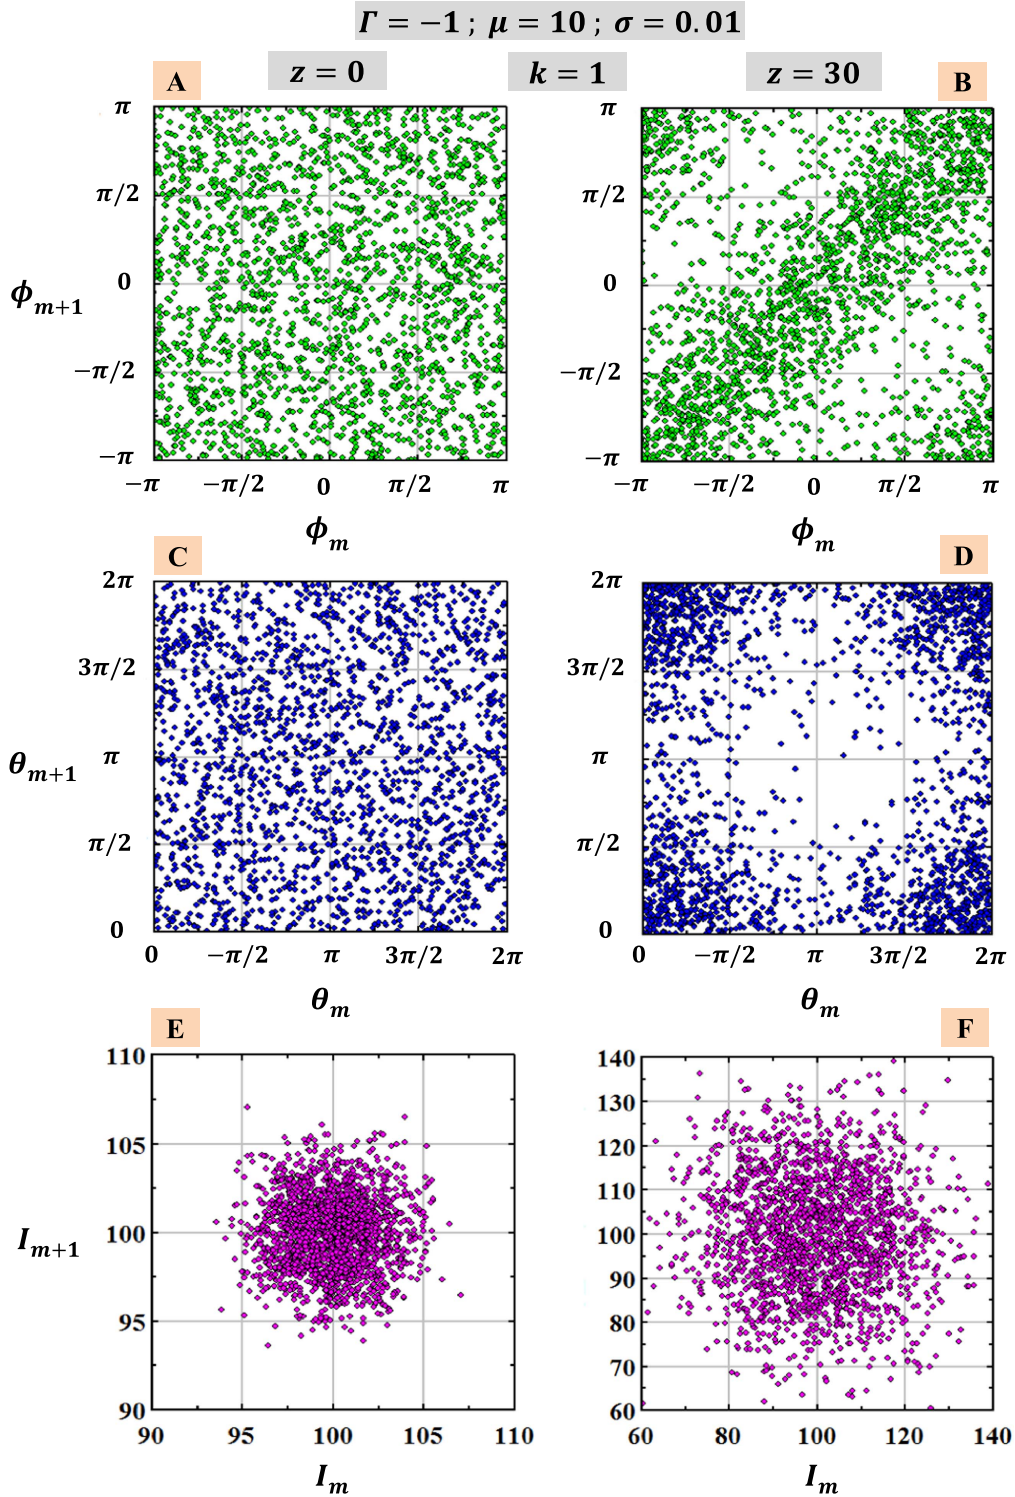 Γ = −1 ; μ = 10 ; σ = 0.01
z = 0 k = 1 z = 30
A B
π π
π/2 π/2
ϕm+1 0 0
−π/2 −π/2
−π −π
−π −π/2 0 π/2 π −π −π/2 0 π/2 π
ϕm ϕm
C D
2π 2π
3π/2 3π/2
θm+1 π π
π/2 π/2
0 0
0 −π/2 π 3π/2 2π 0 −π/2 π 3π/2 2π
θm θm
E F
110 140
130
105 120
110
Im+1 100 100
90
95 80
70
90 60
90 95 100 105 110 60 80 100 120 140
Im Im